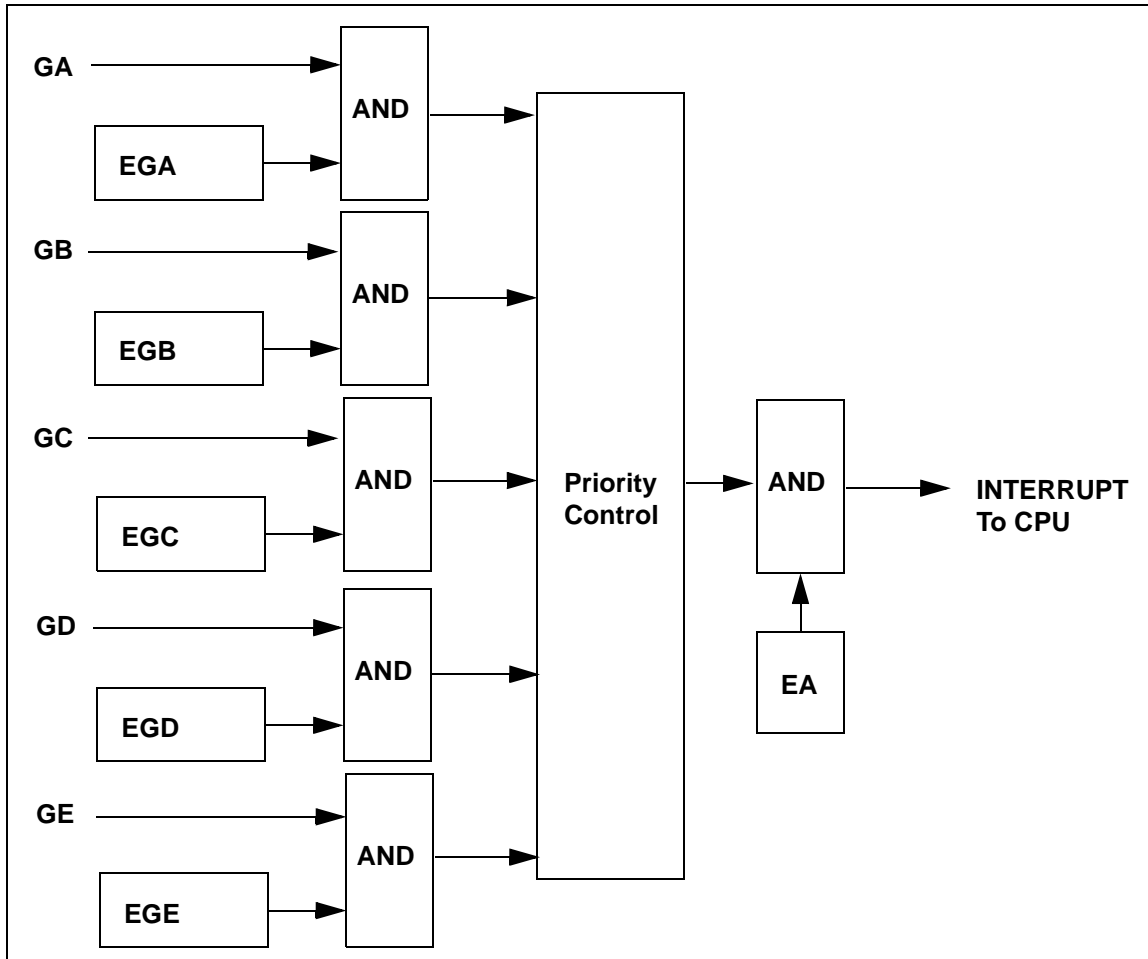 GA
AND
EGA
GB
AND
EGB
GC
AND
EGC
GD
AND
EGD
GE
AND
EGE
Priority
Control
AND
EA
INTERRUPT
To CPU